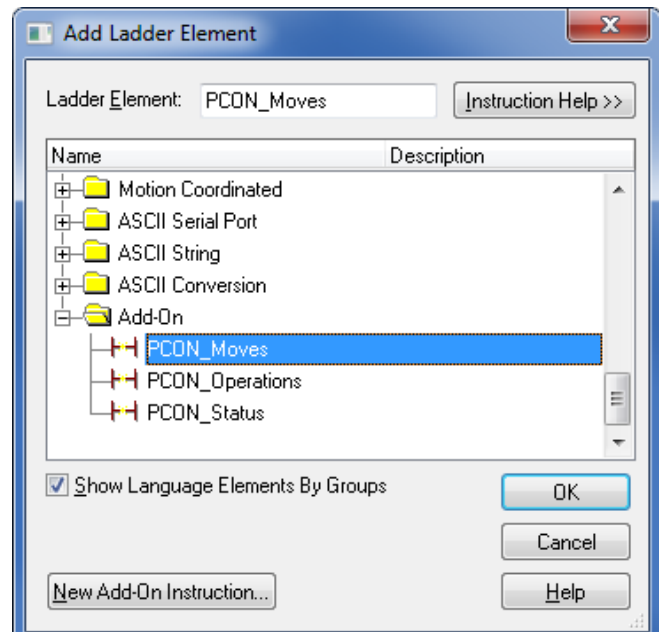 Add Ladder Element
Ladder Element: PCON_Moves Instruction Help >>
Name Description
Motion Coordinated
ASCII Serial Port
ASCII String
ASCII Conversion
Add-On
PCON_Moves
PCON_Operations
PCON_Status
Show Language Elements By Groups
OK
Cancel
New Add-On Instruction... Help